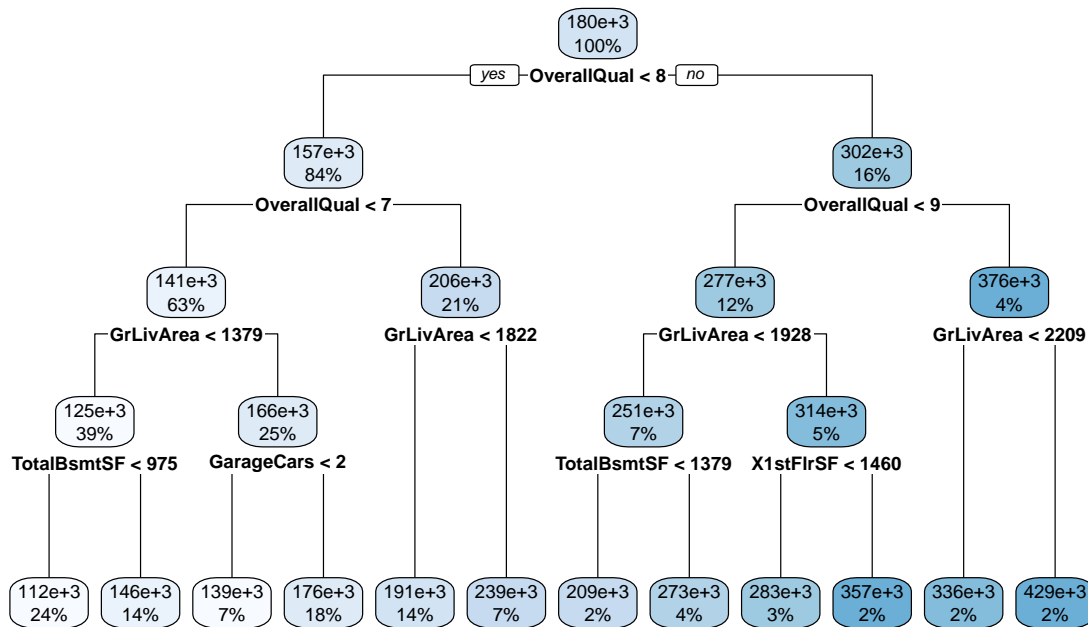 180e+3
100%
yes OverallQual < 8 no
157e+3
84%
302e+3
16%
OverallQual < 7
OverallQual < 9
141e+3
63%
206e+3
21%
277e+3
12%
376e+3
4%
GrLivArea < 1379
GrLivArea < 1822
GrLivArea < 1928
GrLivArea < 2209
125e+3
39%
166e+3
25%
251e+3
7%
314e+3
5%
TotalBsmtSF < 975
GarageCars < 2
TotalBsmtSF < 1379
X1stFlrSF < 1460
112e+3
24%
146e+3
14%
139e+3
7%
176e+3
18%
191e+3
14%
239e+3
7%
209e+3
2%
273e+3
4%
283e+3
3%
357e+3
2%
336e+3
2%
429e+3
2%